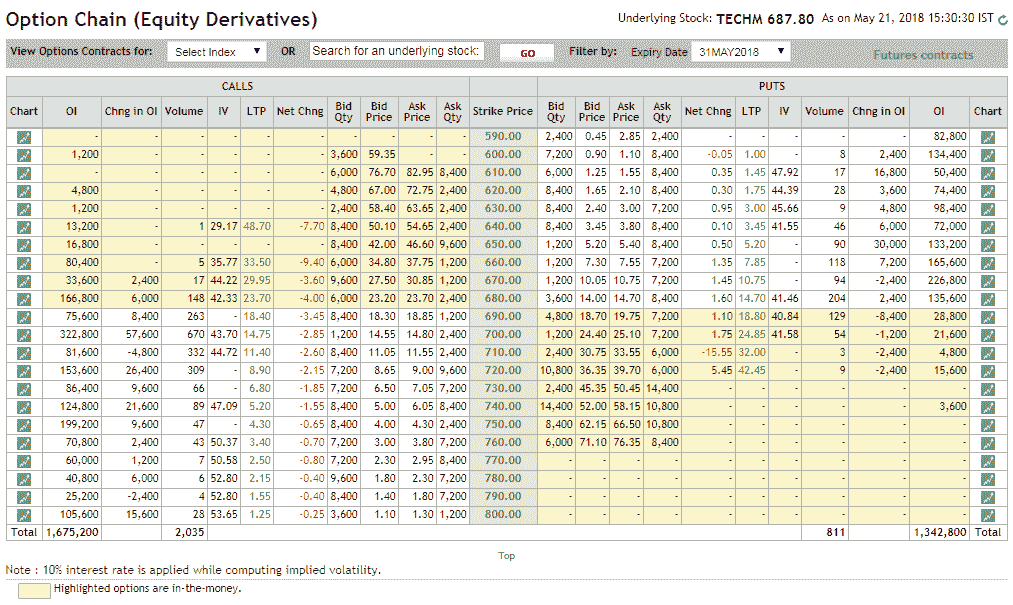 Option Chain (Equity Derivatives) Underlying Stock: TECHM 687.80 As on May 21, 2018 15:30:30 IST
View Options Contracts for: Select Index OR Search for an underlying stock: GO Filter by: Expiry Date 31MAY2018 Futures contracts
CALLS PUTS
Chart OI Chng in OI Volume IV LTP Net Chng Bid Qty Bid Price Ask Price Ask Qty Strike Price Bid Qty Bid Price Ask Price Ask Qty Net Chng LTP IV Volume Chng in OI OI Chart
- - - - - - - - - - 590.00 2,400 0.45 2.85 2,400 - - - - - 82,800
1,200 - - - - - 3,600 59.35 - - 600.00 7,200 0.90 1.10 8,400 -0.05 1.00 - 8 2,400 134,400
- - - - - - 6,000 76.70 82.95 8,400 610.00 6,000 1.25 1.55 8,400 0.35 1.45 47.92 17 16,800 50,400
4,800 - - - - - 4,800 67.00 72.75 2,400 620.00 8,400 1.65 2.10 8,400 0.30 1.75 44.39 28 3,600 74,400
1,200 - - - - - 2,400 58.40 63.65 2,400 630.00 8,400 2.40 3.00 7,200 0.95 3.00 45.66 9 4,800 98,400
13,200 - 1 29.17 48.70 -7.70 8,400 50.10 54.65 2,400 640.00 8,400 3.45 3.80 8,400 0.10 3.45 41.55 46 6,000 72,000
16,800 - - - - - 8,400 42.00 46.60 9,600 650.00 1,200 5.20 5.40 8,400 0.50 5.20 - 90 30,000 133,200
80,400 - 5 35.77 33.50 -9.40 6,000 34.80 37.75 1,200 660.00 1,200 7.30 7.55 7,200 1.35 7.85 - 118 7,200 165,600
33,600 2,400 17 44.22 29.95 -3.60 9,600 27.50 30.85 1,200 670.00 1,200 10.05 10.75 7,200 1.45 10.75 - 94 -2,400 226,800
166,800 6,000 148 42.33 23.70 -4.00 6,000 23.20 23.70 2,400 680.00 3,600 14.00 14.70 8,400 1.60 14.70 41.46 204 2,400 135,600
75,600 8,400 263 - 18.40 -3.45 8,400 18.30 18.85 1,200 690.00 4,800 18.70 19.75 7,200 1.10 18.80 40.84 129 -8,400 28,800
322,800 57,600 670 43.70 14.75 -2.85 1,200 14.55 14.80 2,400 700.00 1,200 24.40 25.10 7,200 1.75 24.85 41.58 54 -1,200 21,600
81,600 -4,800 332 44.72 11.40 -2.60 8,400 11.05 11.55 2,400 710.00 2,400 30.75 33.55 6,000 -15.55 32.00 - 3 -2,400 4,800
153,600 26,400 309 - 8.90 -2.15 7,200 8.65 9.00 9,600 720.00 10,800 36.35 39.70 6,000 5.45 42.45 - 9 -2,400 15,600
86,400 9,600 66 - 6.80 -1.85 7,200 6.50 7.05 7,200 730.00 2,400 45.35 50.45 14,400 - - - - - -
124,800 21,600 89 47.09 5.20 -1.55 8,400 5.00 6.05 8,400 740.00 14,400 52.00 58.15 10,800 - - - - - 3,600
199,200 9,600 47 - 4.30 -0.65 8,400 4.00 4.30 2,400 750.00 8,400 62.15 66.50 10,800 - - - - - -
70,800 2,400 43 50.37 3.40 -0.70 7,200 3.00 3.80 7,200 760.00 6,000 71.10 76.35 8,400 - - - - - -
60,000 1,200 7 50.58 2.50 -0.80 7,200 2.30 2.95 8,400 770.00 - - - - - - - - - -
40,800 6,000 6 52.80 2.15 -0.40 9,600 1.80 2.30 7,200 780.00 - - - - - - - - - -
25,200 -2,400 4 52.80 1.55 -0.40 8,400 1.40 1.80 7,200 790.00 - - - - - - - - - -
105,600 15,600 28 53.65 1.25 -0.25 3,600 1.10 1.30 1,200 800.00 - - - - - - - - - -
Total 1,675,200 2,035 811 1,342,800 Total
Top
Note : 10% interest rate is applied while computing implied volatility.
Highlighted options are in-the-money.